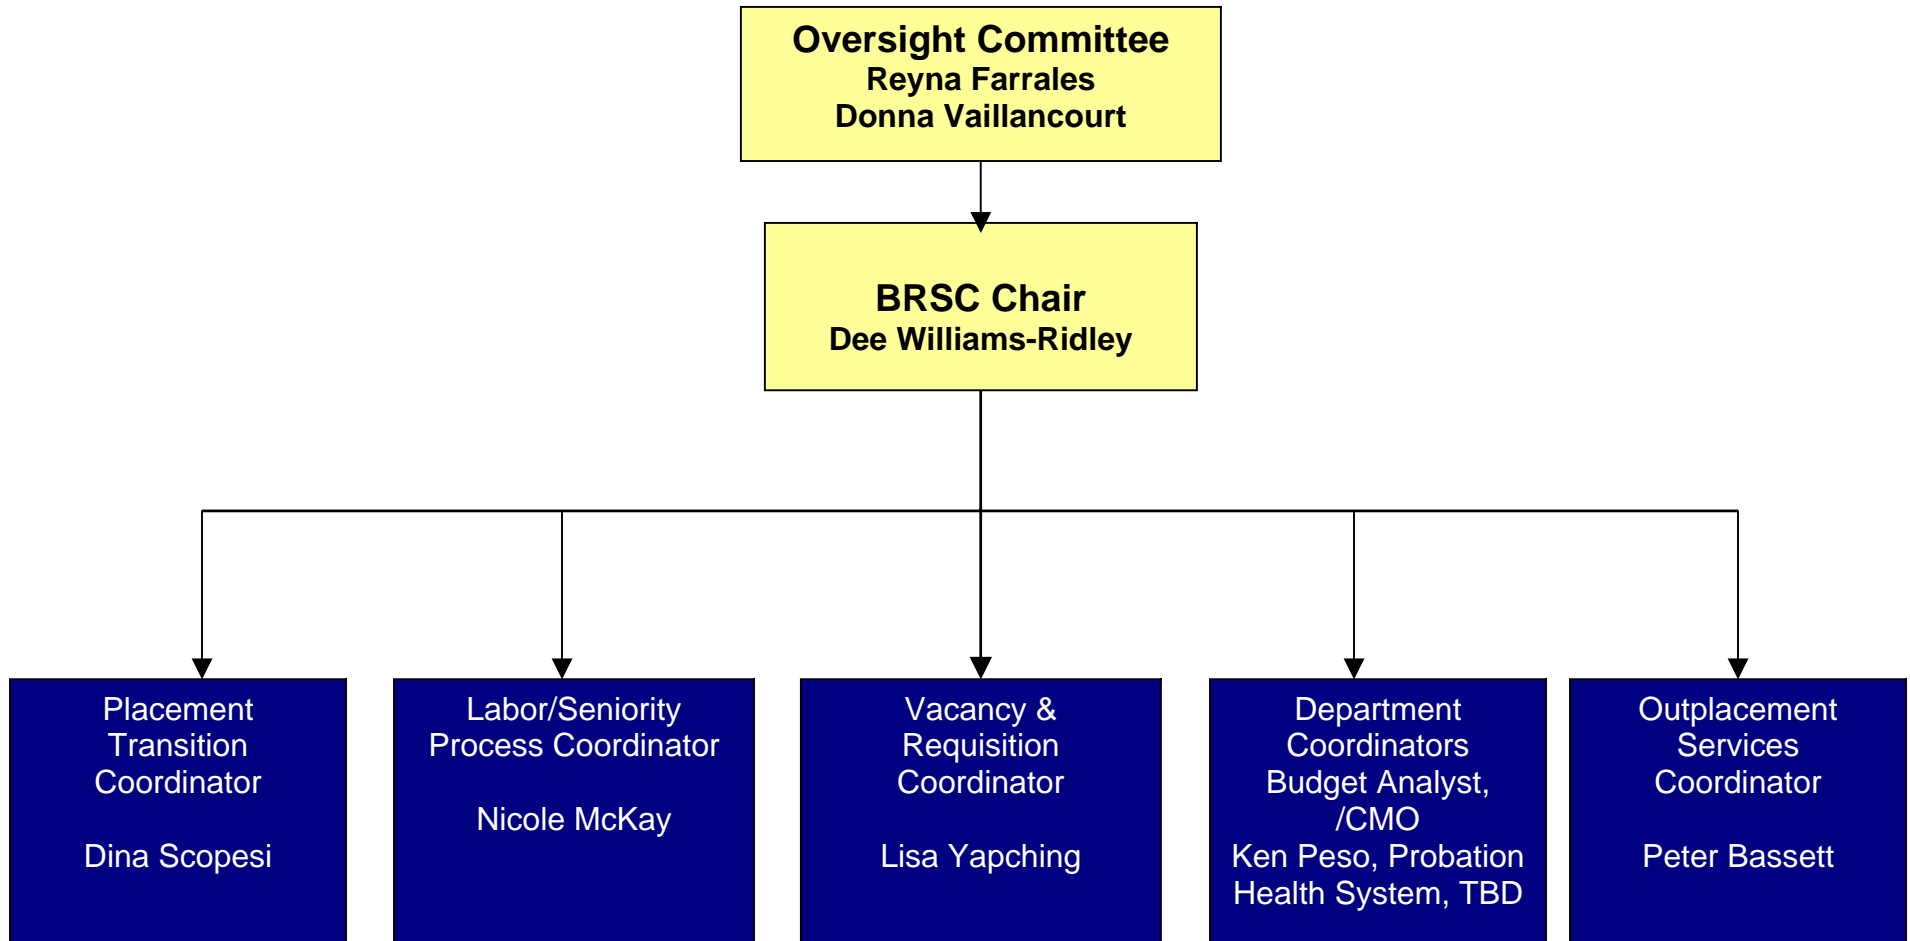 Oversight Committee
Reyna Farrales
Donna Vaillancourt
BRSC Chair
Dee Williams-Ridley
Placement
Transition
Coordinator
Dina Scopesi
Labor/Seniority
Process Coordinator
Nicole McKay
Vacancy &
Requisition
Coordinator
Lisa Yapching
Department
Coordinators
Budget Analyst,
/CMO
Ken Peso, Probation
Health System, TBD
Outplacement
Services
Coordinator
Peter Bassett